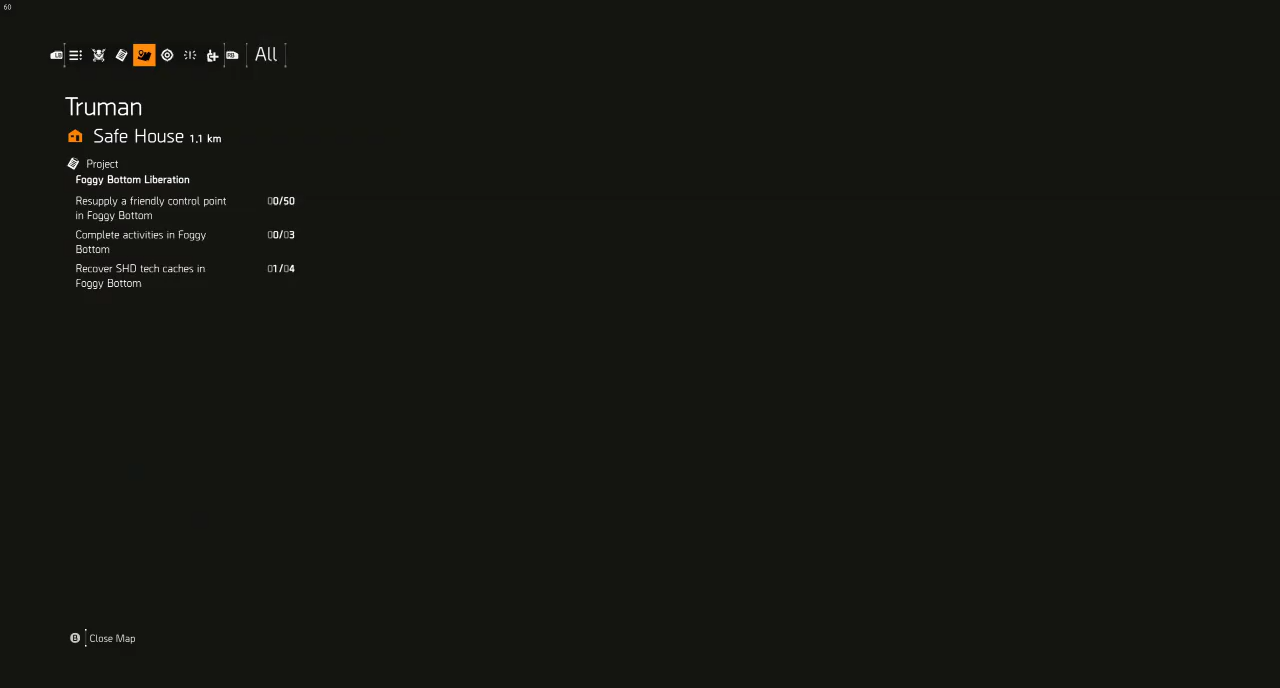 60
LB
RB
All
Truman
Safe House 1.1 km
Project
Foggy Bottom Liberation
Resupply a friendly control point 00/50
in Foggy Bottom
Complete activities in Foggy 00/03
Bottom
Recover SHD tech caches in 01/04
Foggy Bottom
B Close Map